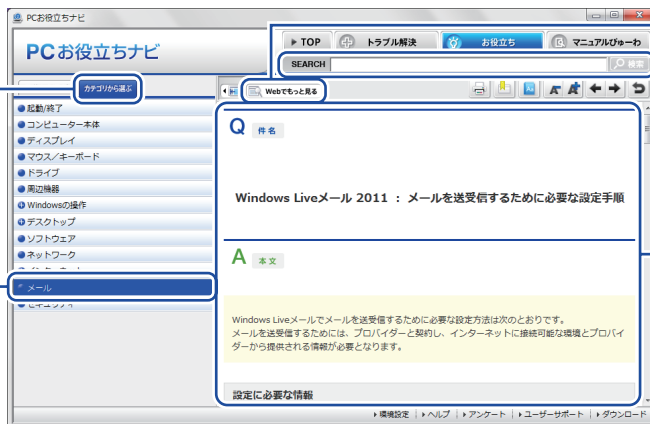 PCお役立ちナビ
PCお役立ちナビ
TOP
トラブル解決
お役立ち
マニュアルびゅーわ
SEARCH
検索
カテゴリから選ぶ
Webでもっと見る
起動/終了
コンピューター本体
ディスプレイ
マウス/キーボード
ドライブ
周辺機器
Windowsの操作
デスクトップ
ソフトウェア
ネットワーク
メール
セキュリティ
Q 件名
Windows Liveメール 2011 : メールを送受信するために必要な設定手順
A 本文
Windows Liveメールでメールを送受信するために必要な設定方法は次のとおりです。
メールを送受信するためには、プロバイダーと契約し、インターネットに接続可能な環境とプロバイ
ダーから提供される情報が必要となります。
設定に必要な情報
環境設定 | ヘルプ | アンケート | ユーザーサポート | ダウンロード